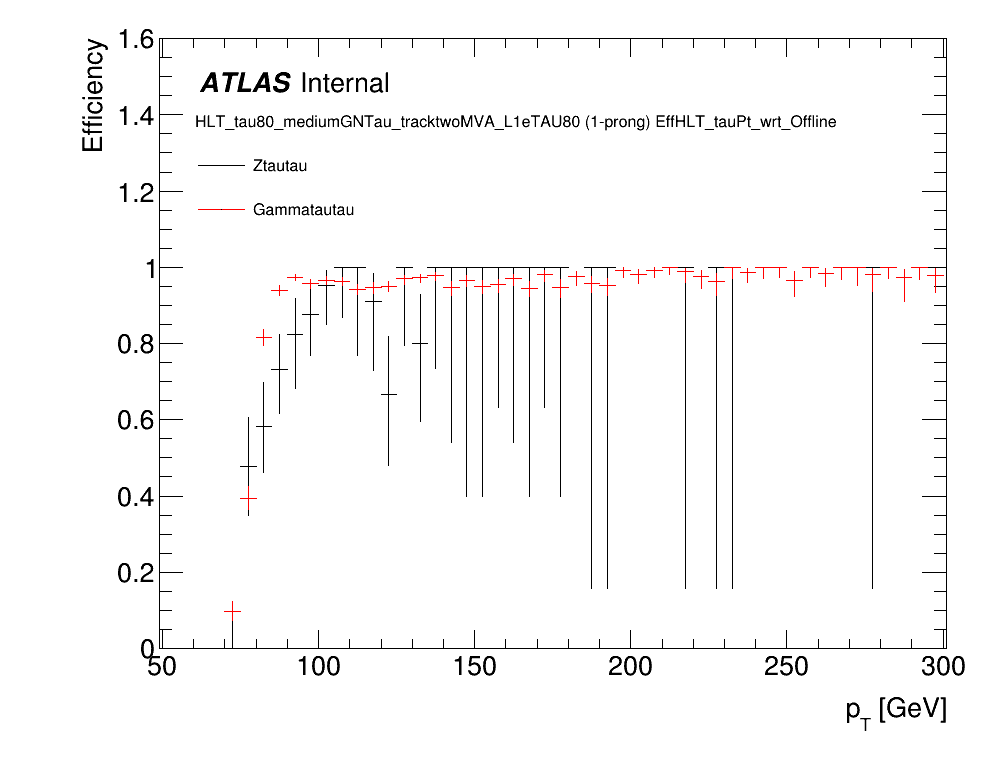 Efficiency
1.6
1.4
1.2
1
0.8
0.6
0.4
0.2
0
ATLAS Internal
HLT_tau80_mediumGNTau_tracktwoMVA_L1eTAU80 (1-prong) EffHLT_tauPt_wrt_Offline
Ztautau
Gammatautau
50 100 150 200 250 300
p_T [GeV]